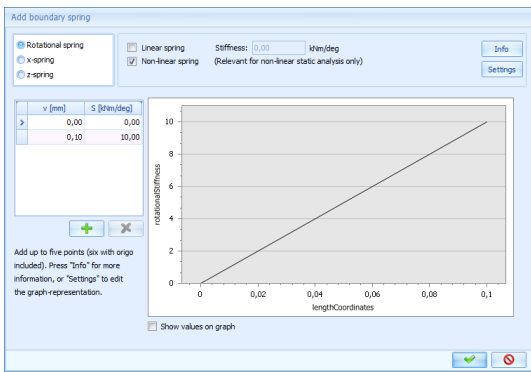 Add boundary spring
Rotational spring
x-spring
z-spring
Linear spring
Stiffness: 0,00 kNm/deg
Non-linear spring
(Relevant for non-linear static analysis only)
Info
Settings
v [mm] S [kNm/deg]
0,00 0,00
0,10 10,00
Add up to five points (six with origo
included). Press "Info" for more
information, or "Settings" to edit
the graph-representation.
rotationalStiffness
10
8
6
4
2
0
0 0,02 0,04 0,06 0,08 0,1
lengthCoordinates
Show values on graph